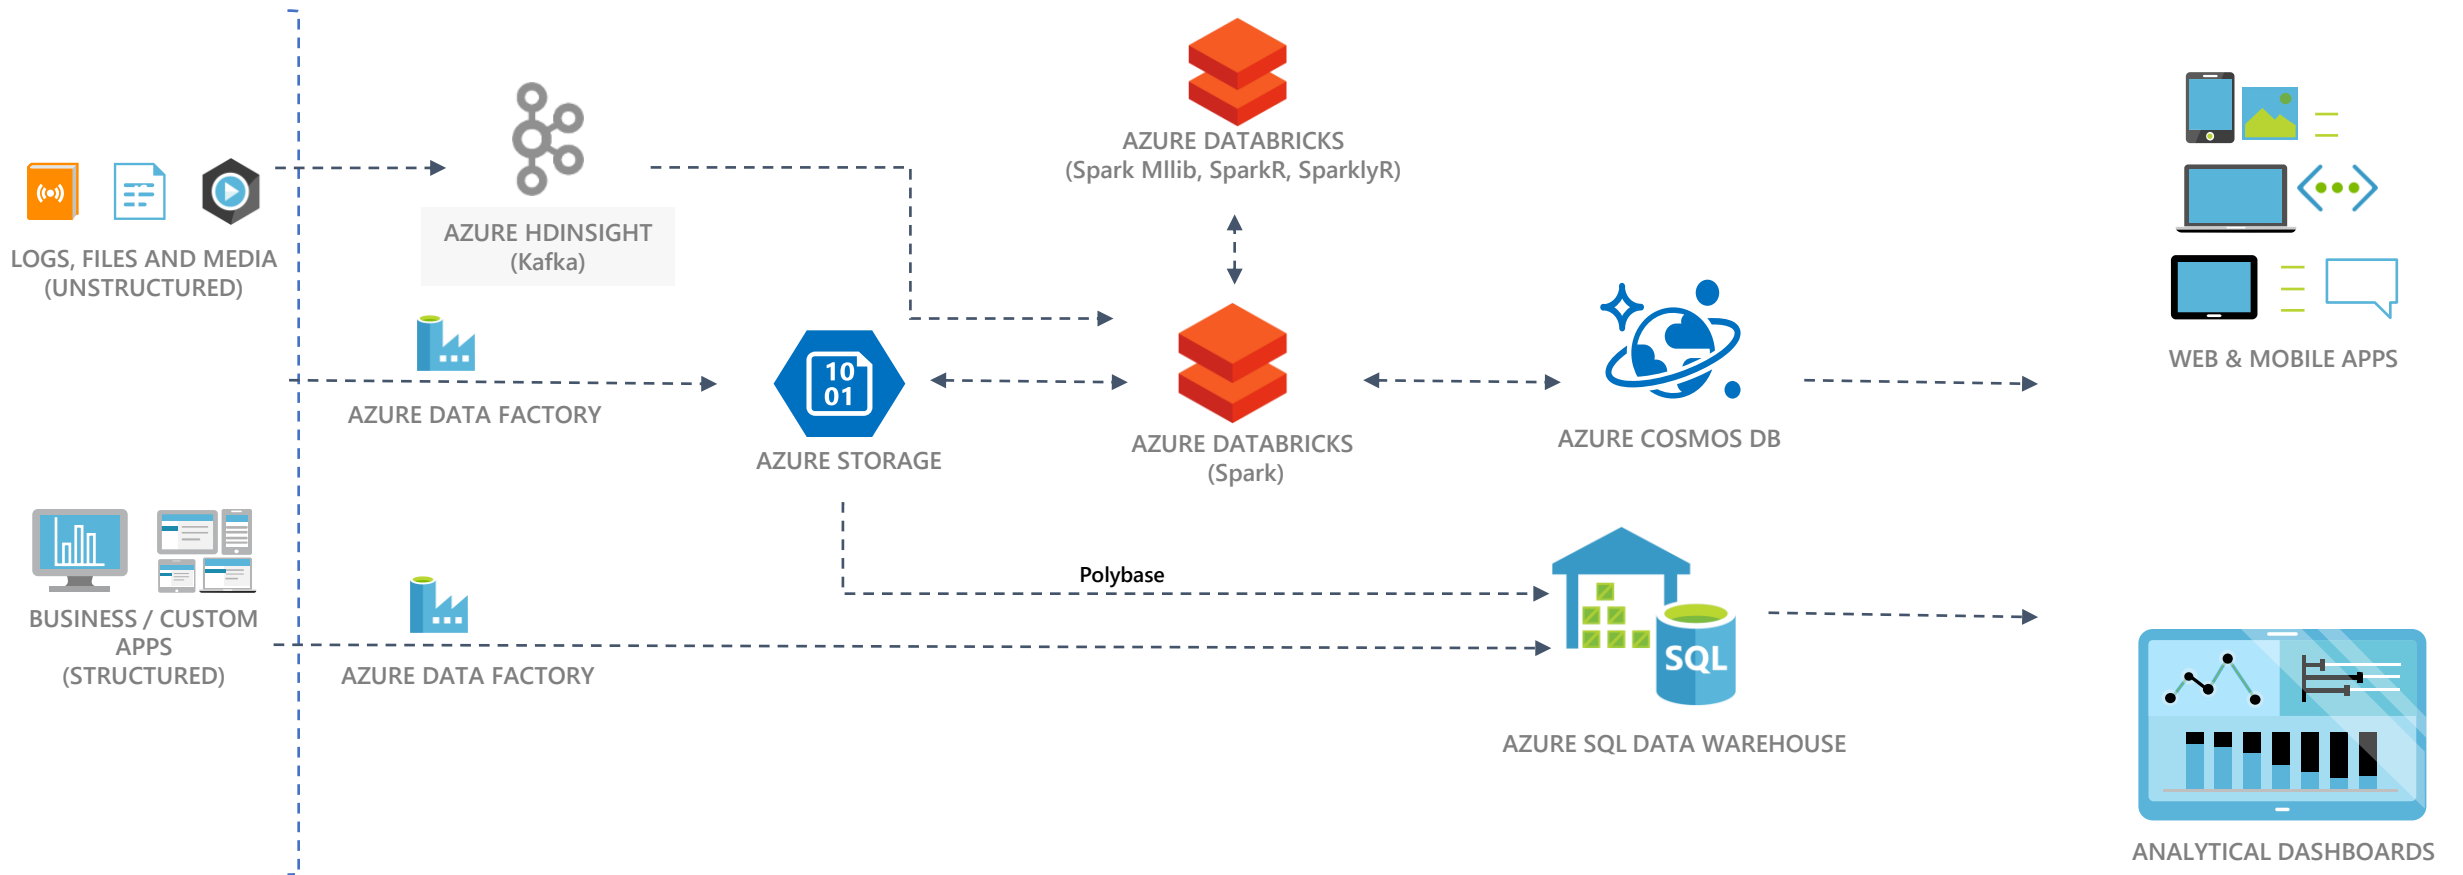 AZURE DATABRICKS
(Spark Mllib, SparkR, SparklyR)
AZURE HDINSIGHT
(Kafka)
LOGS, FILES AND MEDIA
(UNSTRUCTURED)
WEB & MOBILE APPS
10
01
AZURE DATA FACTORY
AZURE STORAGE
AZURE DATABRICKS
(Spark)
AZURE COSMOS DB
Polybase
BUSINESS / CUSTOM
APPS
(STRUCTURED)
AZURE DATA FACTORY
SQL
AZURE SQL DATA WAREHOUSE
ANALYTICAL DASHBOARDS